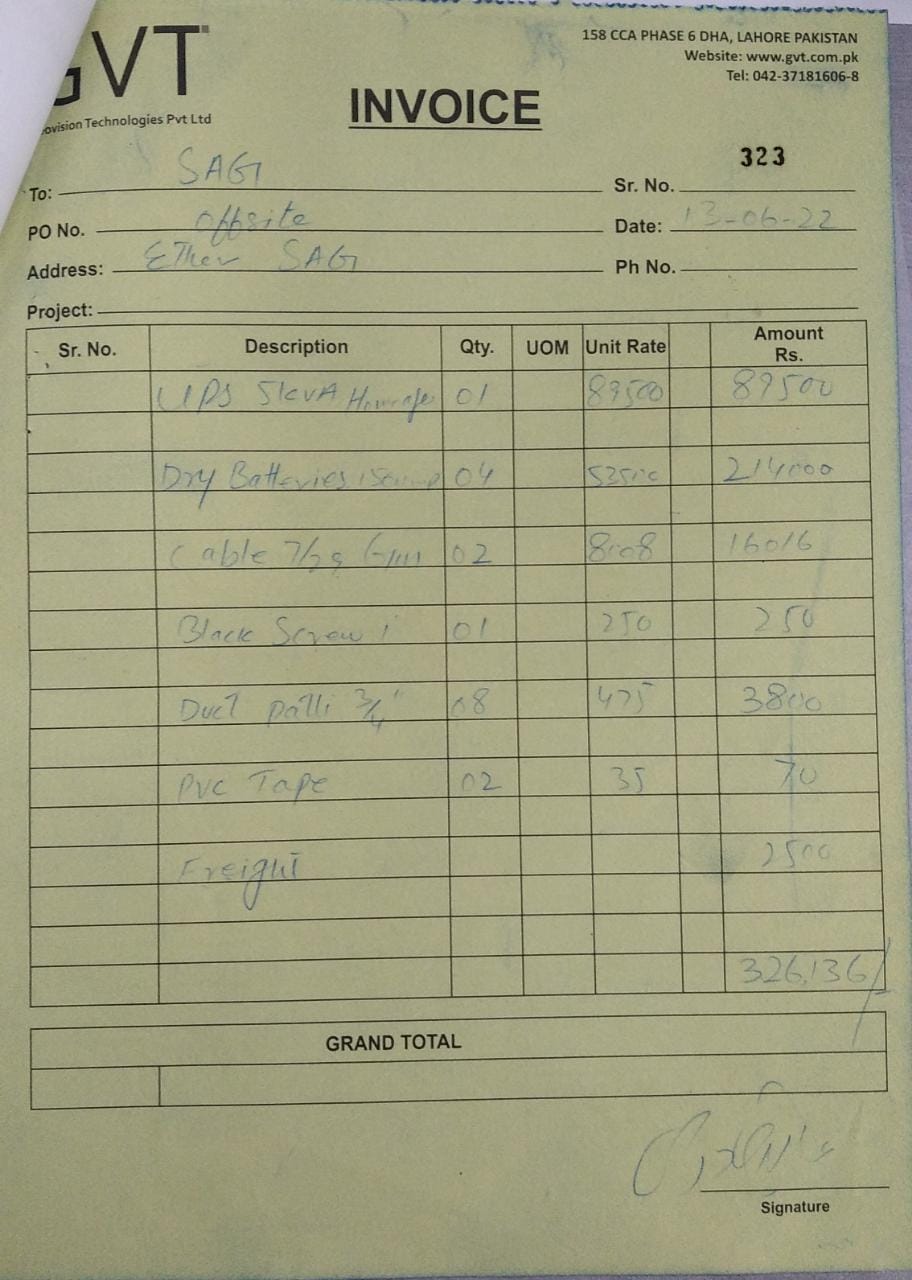 GVT
ovision Technologies Pvt Ltd
158 CCA PHASE 6 DHA, LAHORE PAKISTAN
Website: www.gvt.com.pk
Tel: 042-37181606-8
INVOICE
323
To: SAGI Sr. No.
PO No. Offsite Date: 13-06-22
Address: Ether SAGI Ph No.
Project:
Sr. No. Description Qty. UOM Unit Rate Amount Rs.
UPS 5kvA Homage 01 89500 89500
Dry Batteries 04 53500 214000
Cable 7/29 02 8008 16016
Black Screw 1 01 250 250
Duct patti 3/4" 08 475 3800
PVC Tape 02 35 70
Freight 2500
326,136/
GRAND TOTAL
Signature